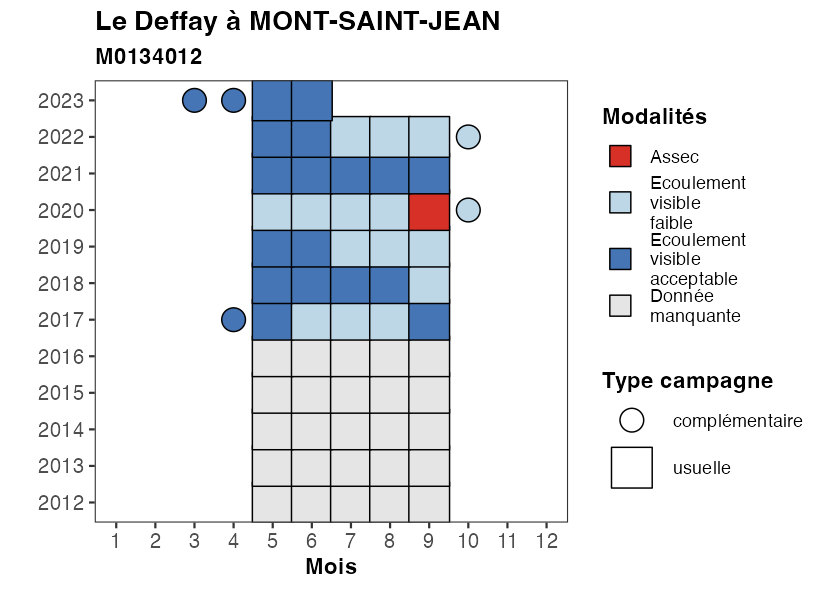 Le Deffay à MONT-SAINT-JEAN
M0134012
2023
2022
2021
2020
2019
2018
2017
2016
2015
2014
2013
2012
1 2 3 4 5 6 7 8 9 10 11 12
Mois
Modalités
Assec
Ecoulement
visible
faible
Ecoulement
visible
acceptable
Donnée
manquante
Type campagne
complémentaire
usuelle